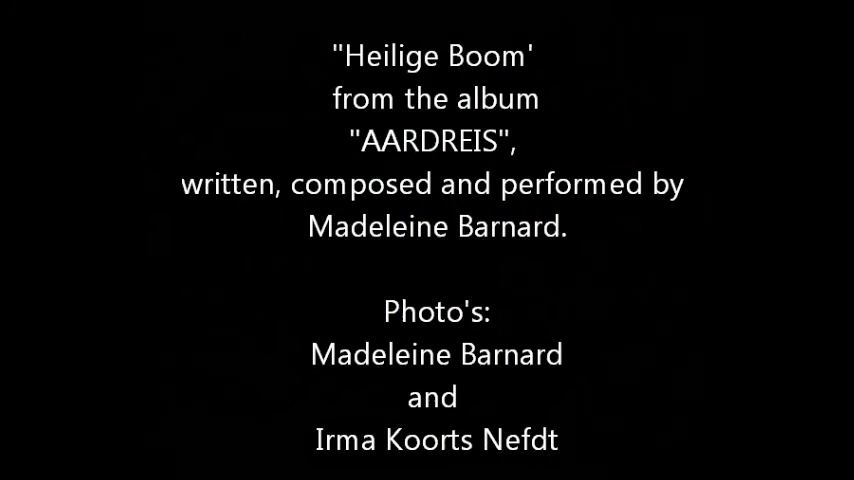 "Heilige Boom'
from the album
"AARDREIS",
written, composed and performed by
Madeleine Barnard.
Photo's:
Madeleine Barnard
and
Irma Koorts Nefdt